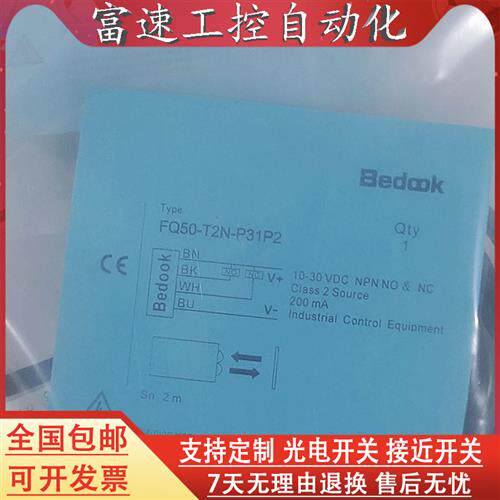 富速工控自动化
Bedook
Type
Qty
FQ50-T2N-P31P2
1
BN
BK
WH
BU
NO
NC
V+
V-
Bedook
10-30 VDC NPN NO & NC
Class 2 Source
200 mA
Industrial Control Equipment
CE
Sn 2 m
全国包邮
可开发票
支持定制 光电开关 接近开关
7天无理由退换 售后无忧